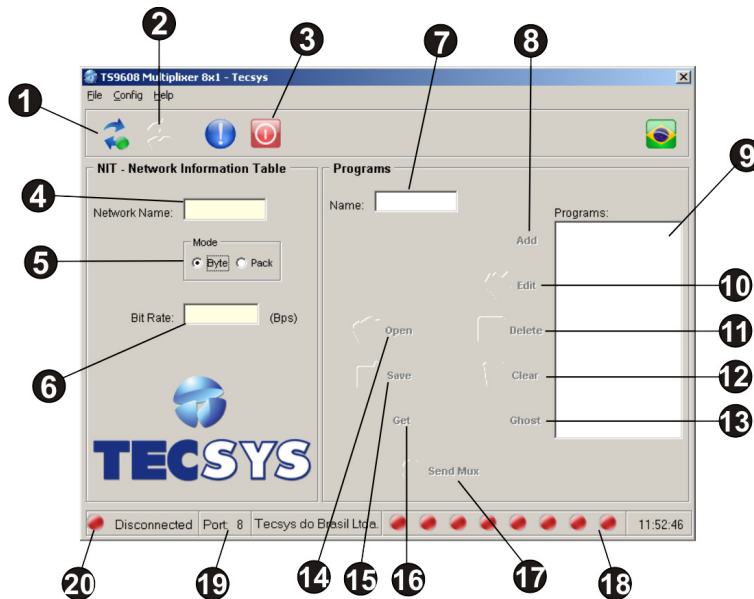 2
3
7
8
1
TS9608 Multiplixer 8x1 - Tecsys
File Config Help
9
NIT - Network Information Table
Programs
4
Network Name:
Name:
Programs:
Add
5
Mode
Byte Pack
Edit
10
Bit Rate: (Bps)
Open
Delete
11
6
Save
Clear
12
Get
Ghost
13
TECSYS
Send Mux
Disconnected Port: 8 Tecsys do Brasil Ltda. 11:52:46
20
19
14
15
16
17
18